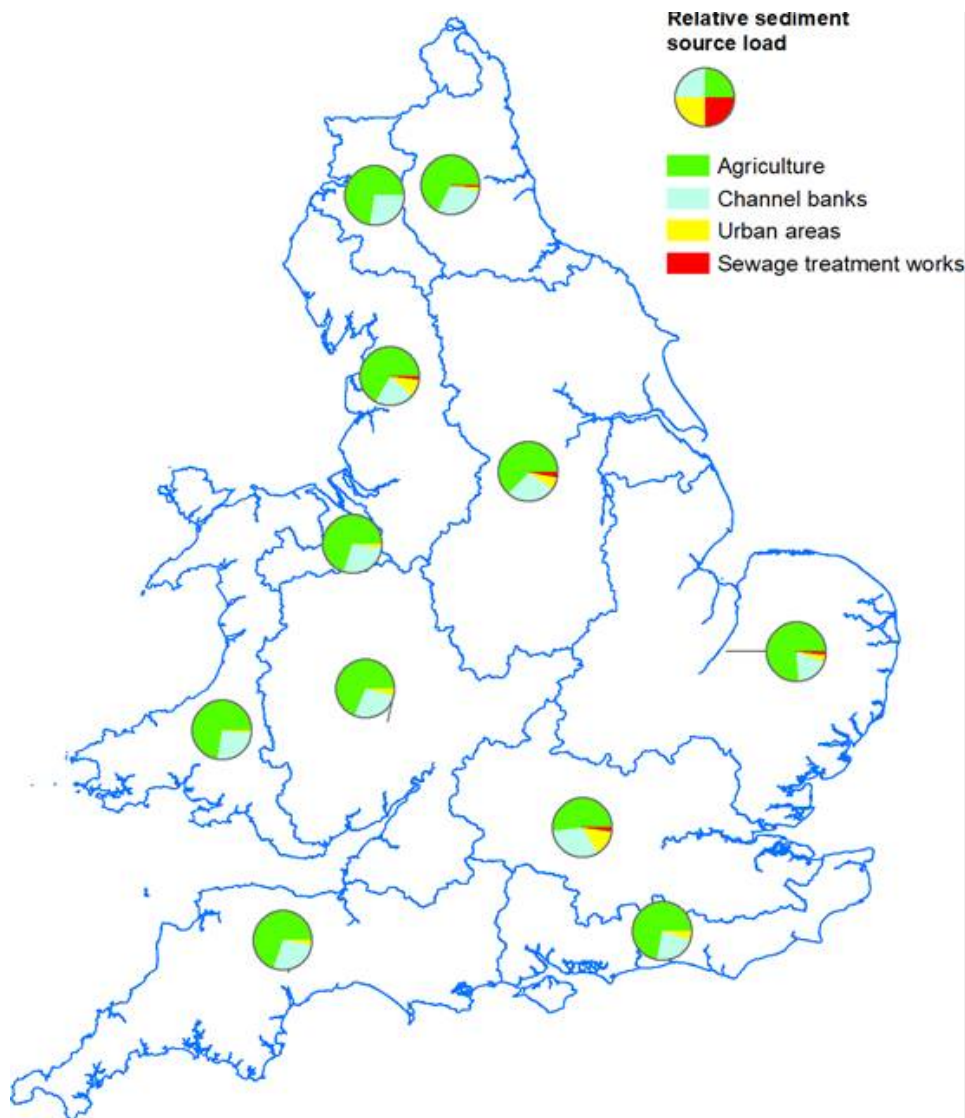 Relative sediment
source load
Agriculture
Channel banks
Urban areas
Sewage treatment works